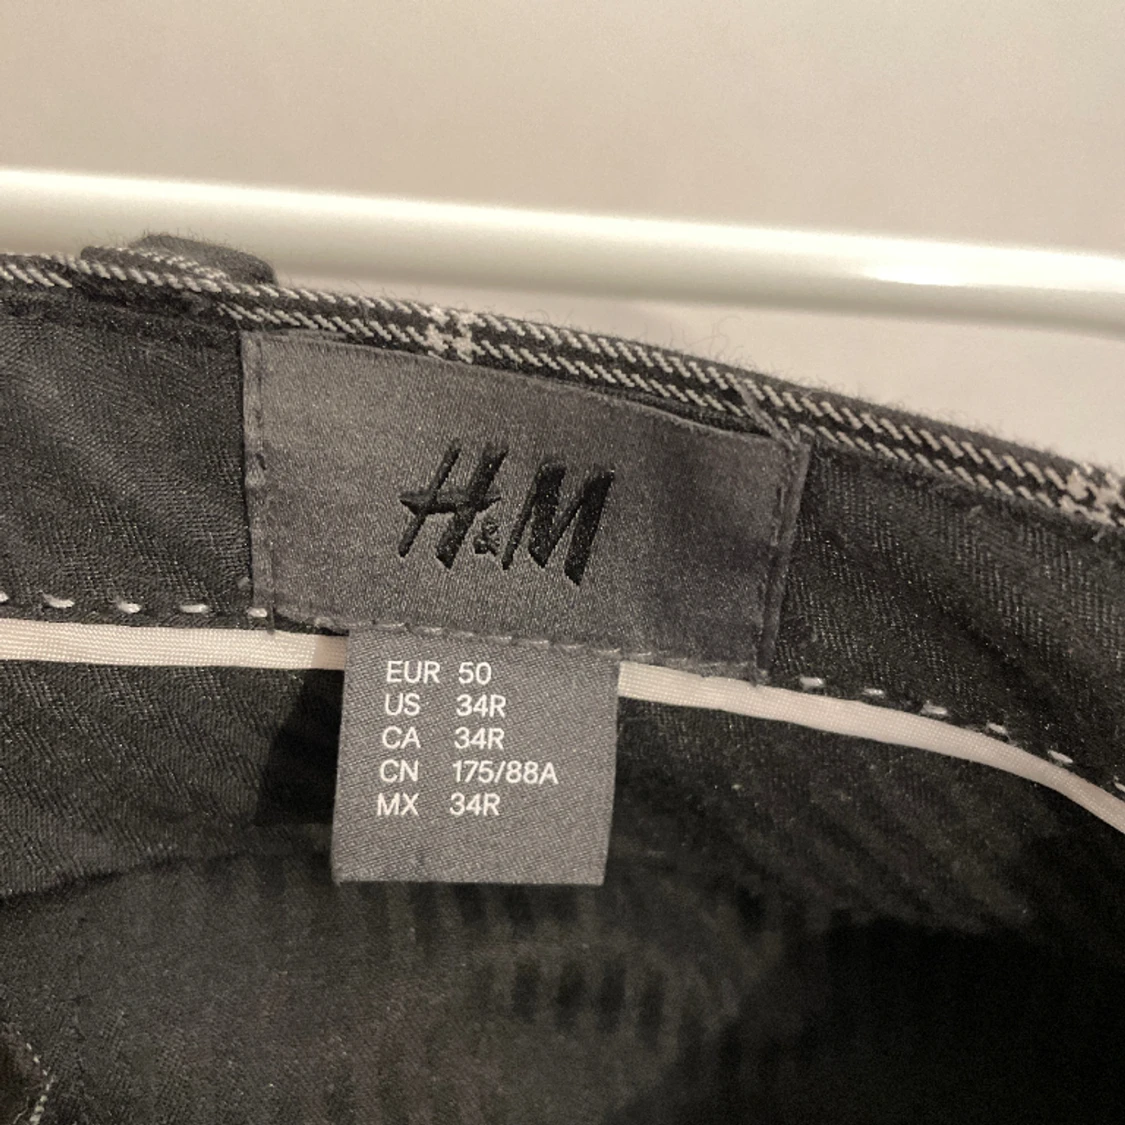 H&M
EUR 50
US 34R
CA 34R
CN 175/88A
MX 34R